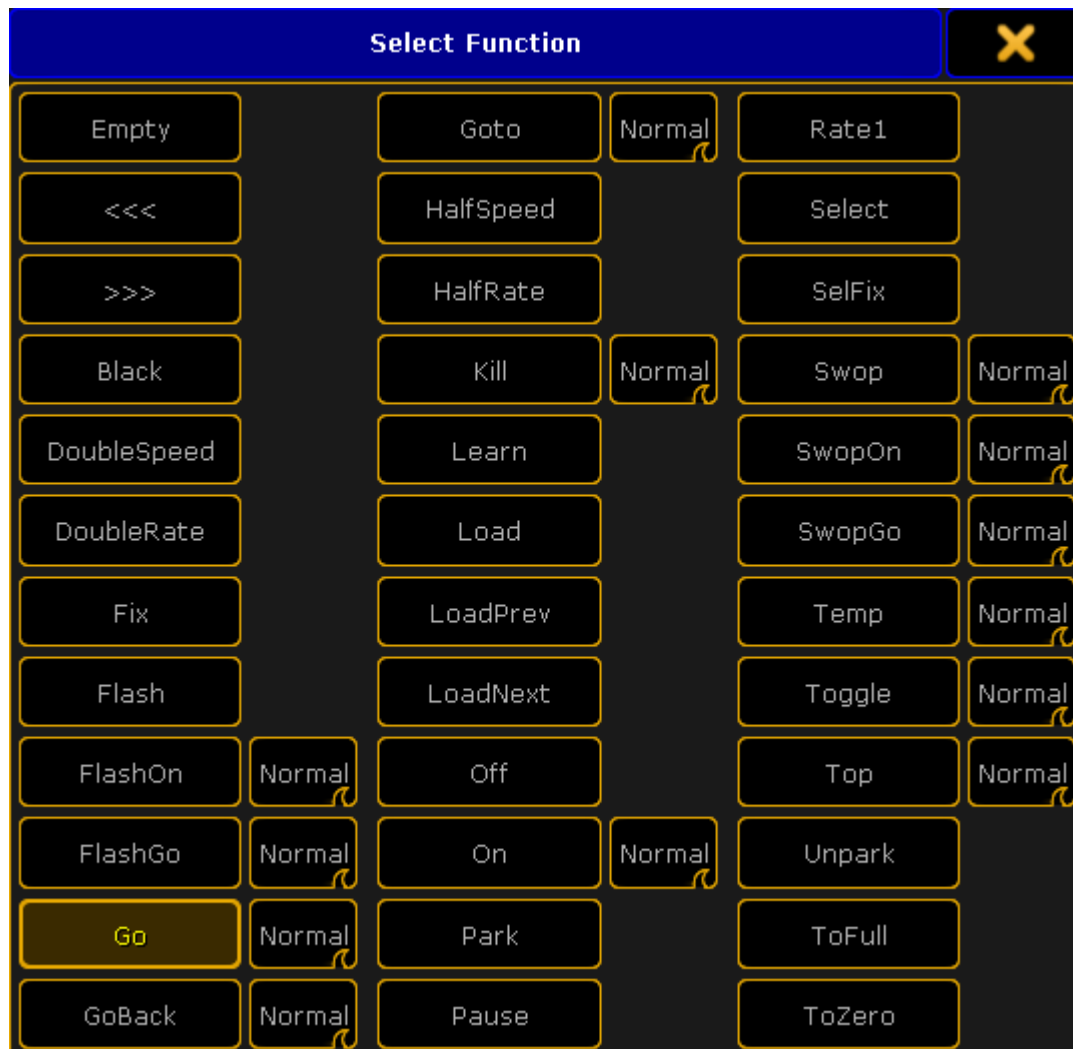 Select Function
Empty Goto Normal Rate1
<<< HalfSpeed Select
>>> HalfRate SelFix
Black Kill Normal Swop Normal
DoubleSpeed Learn SwopOn Normal
DoubleRate Load SwopGo Normal
Fix LoadPrev Temp Normal
Flash LoadNext Toggle Normal
FlashOn Normal Off Top Normal
FlashGo Normal On Normal Unpark
Go Normal Park ToFull
GoBack Normal Pause ToZero